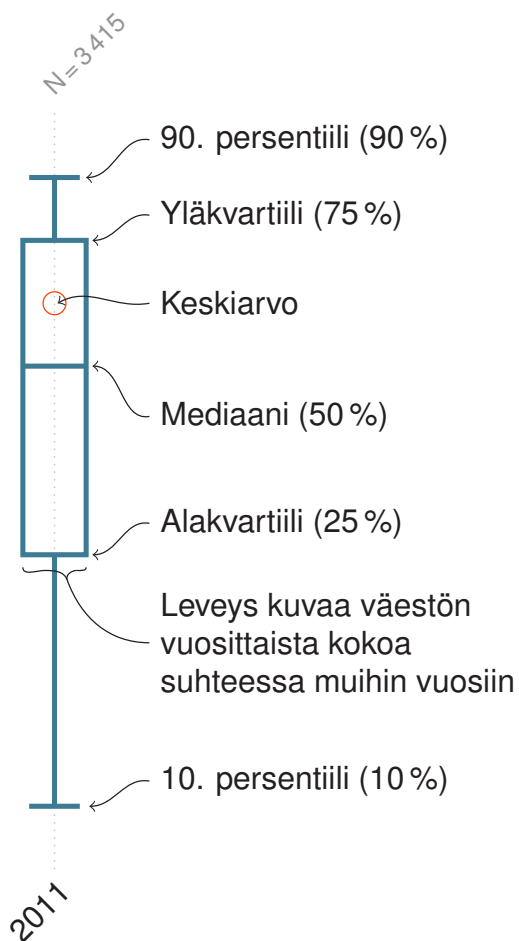 N=3415
90. persentiili (90 %)
Yläkvartiili (75 %)
Keskiarvo
Mediaani (50 %)
Alakvartiili (25 %)
Leveys kuvaa väestön
vuosittaista kokoa
suhteessa muihin vuosiin
10. persentiili (10 %)
2011